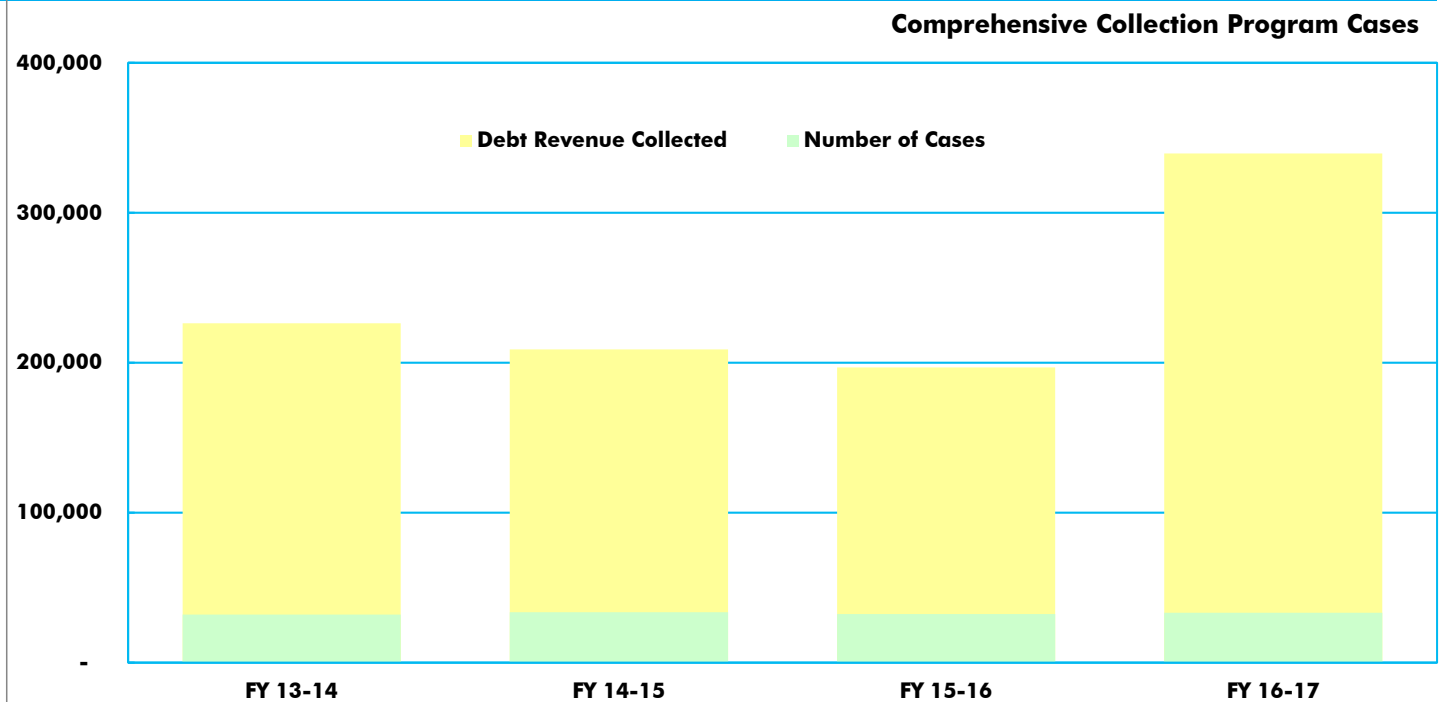 Comprehensive Collection Program Cases
400,000
Debt Revenue Collected Number of Cases
300,000
200,000
100,000
-
FY 13-14 FY 14-15 FY 15-16 FY 16-17